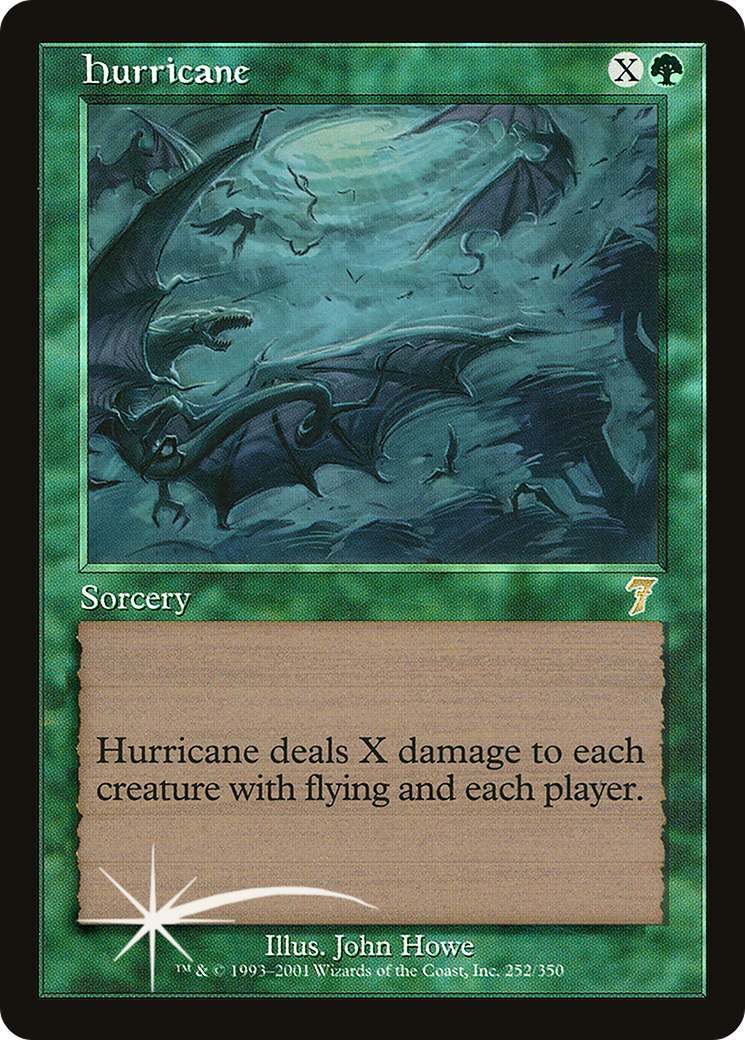 Hurricane
X
Sorcery
7
Hurricane deals X damage to each
creature with flying and each player.
Illus. John Howe
™ & © 1993–2001 Wizards of the Coast, Inc. 252/350